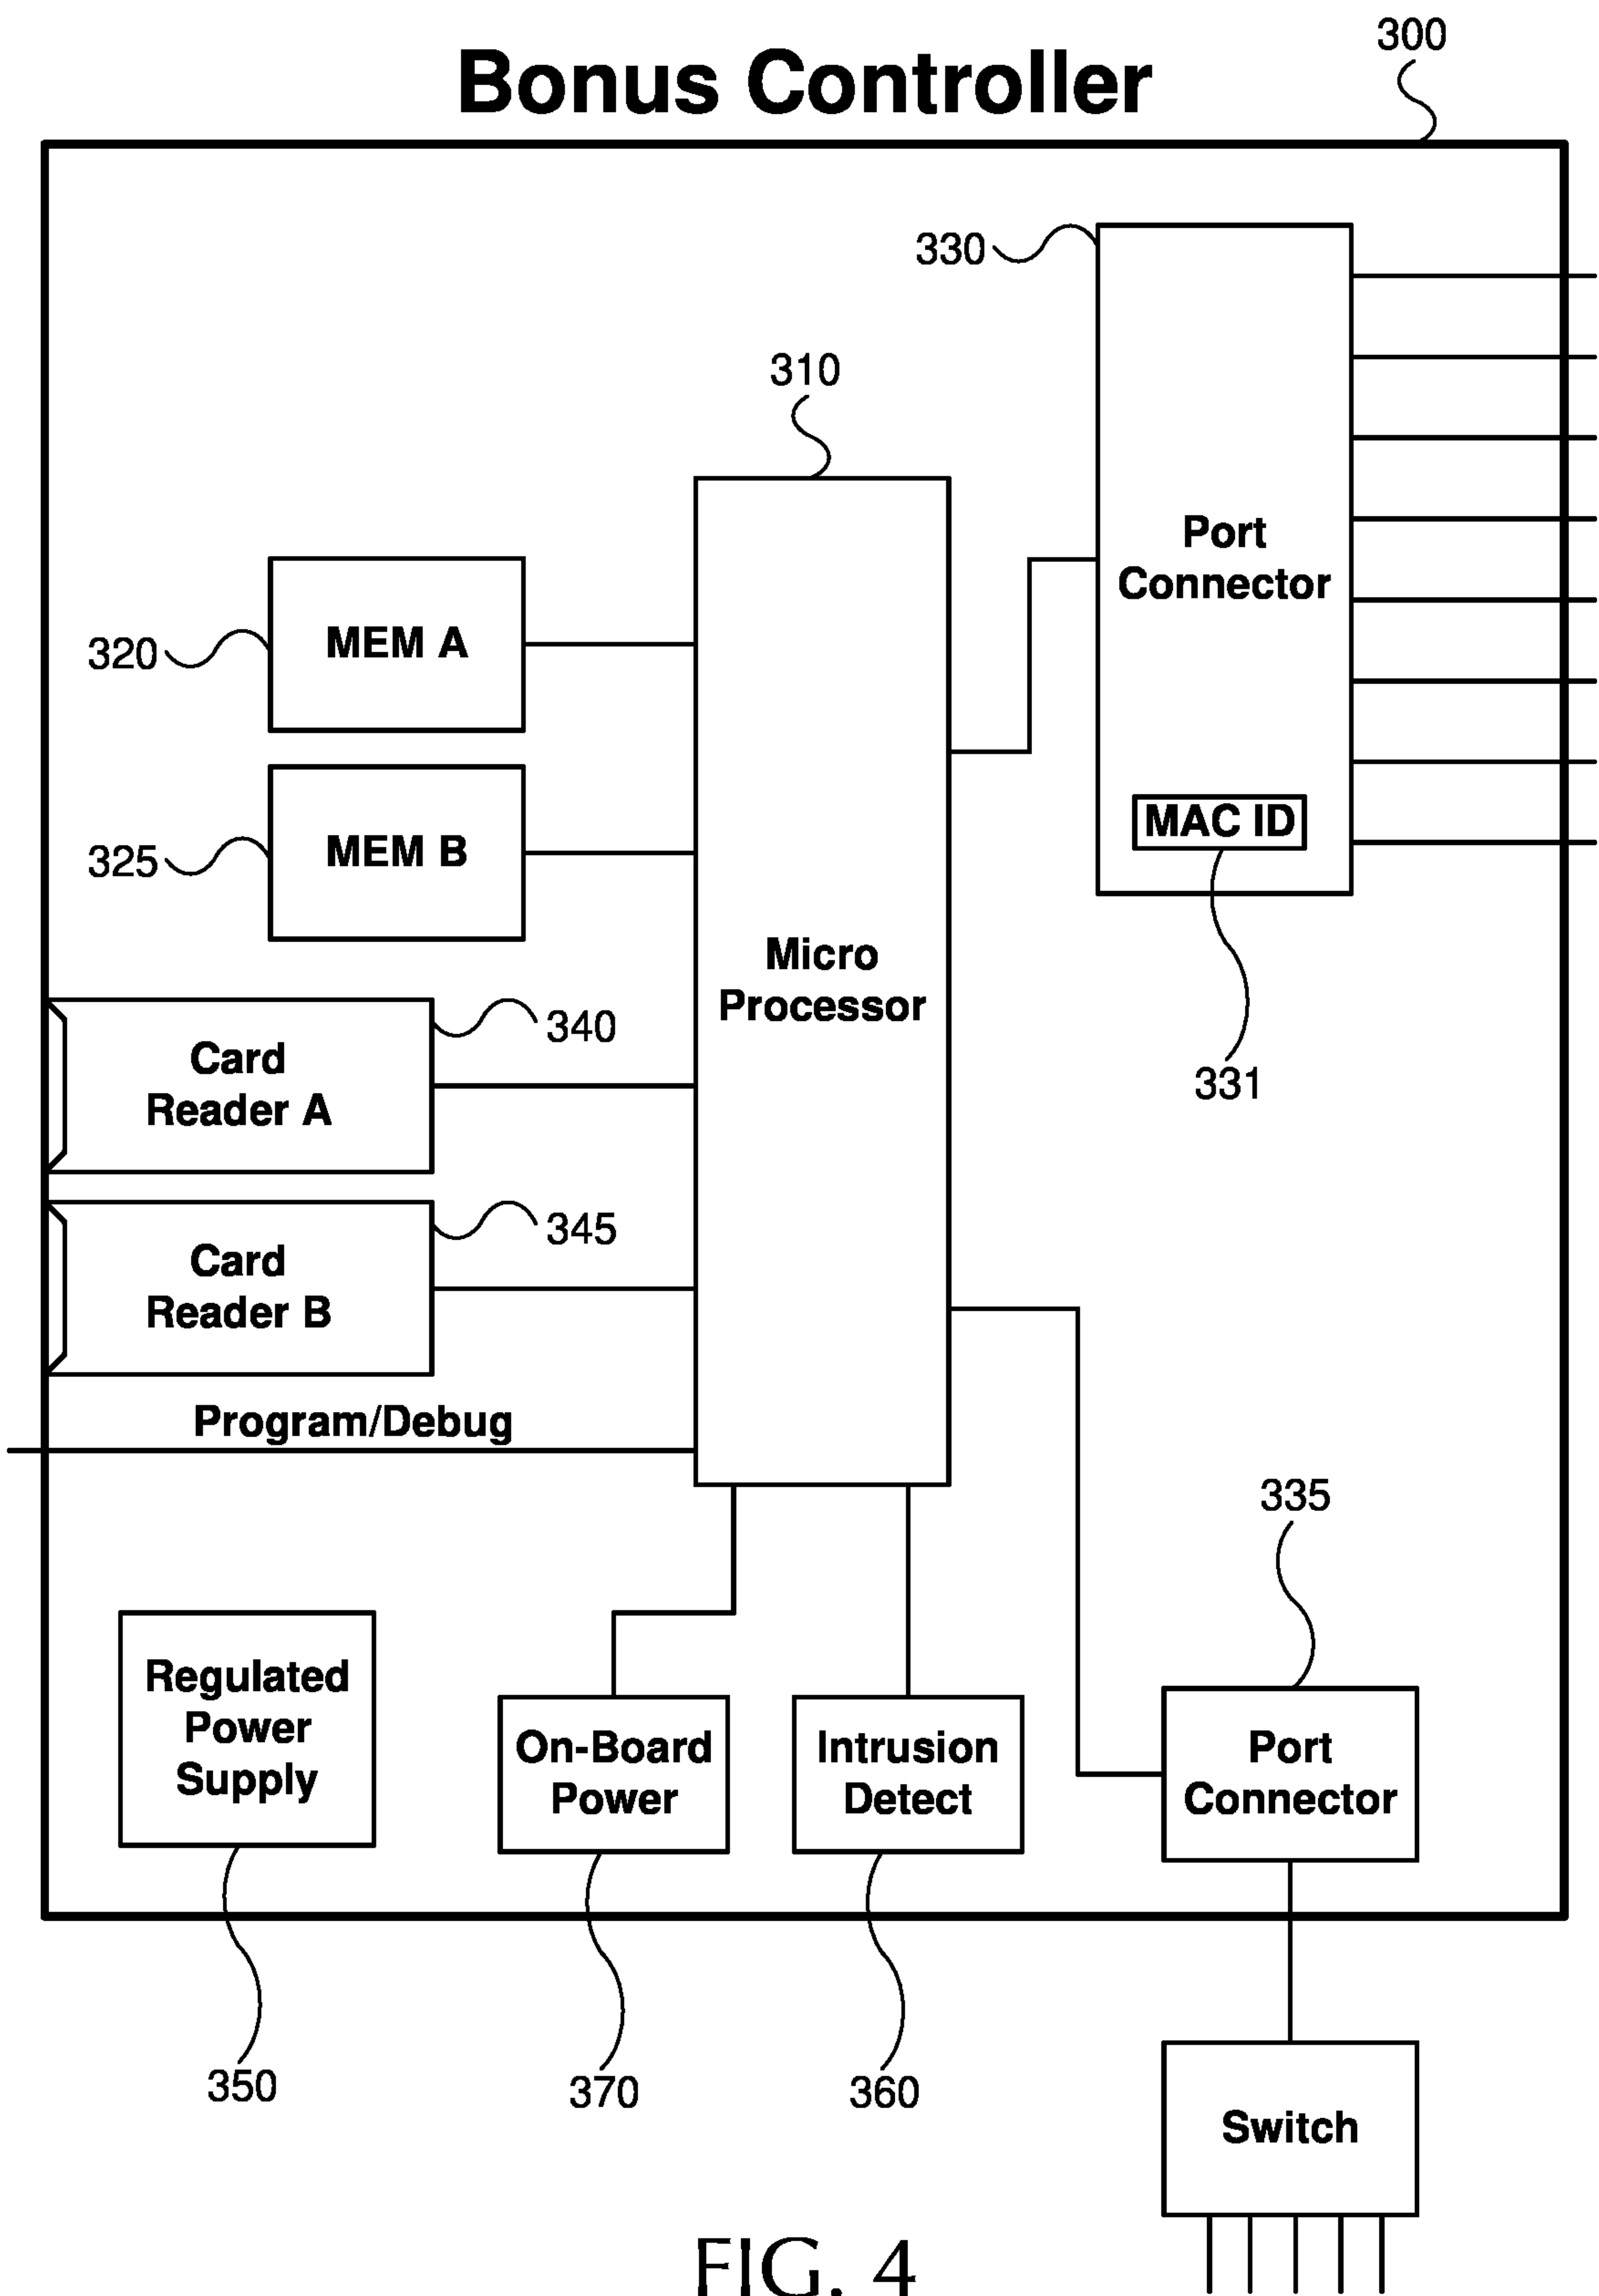 300
Bonus Controller
330
310
Port
Connector
MEM A
320
MAC ID
MEM B
325
Micro
Processor
340
Card
Reader A
331
345
Card
Reader B
Program/Debug
335
Regulated
Power
Supply
On-Board
Power
Intrusion
Detect
Port
Connector
350
370
360
Switch
FIG. 4